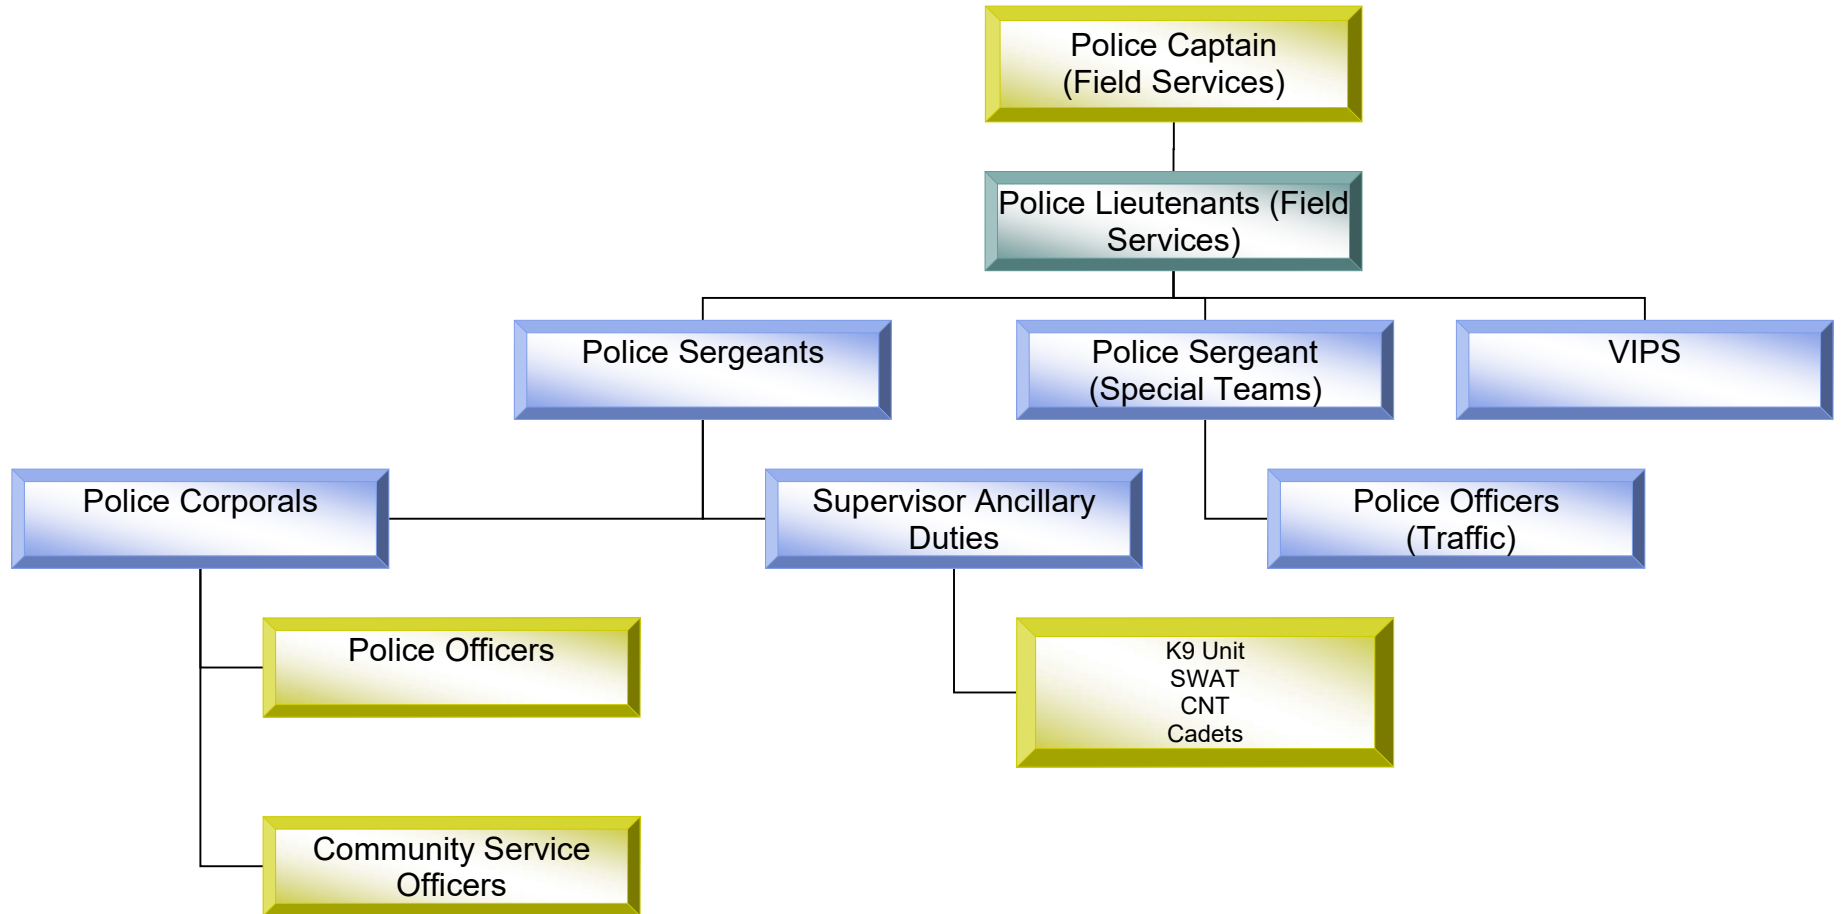 Police Captain
(Field Services)
Police Lieutenants (Field
Services)
Police Sergeants
Police Sergeant
(Special Teams)
VIPS
Police Corporals
Supervisor Ancillary
Duties
Police Officers
(Traffic)
Police Officers
K9 Unit
SWAT
CNT
Cadets
Community Service
Officers